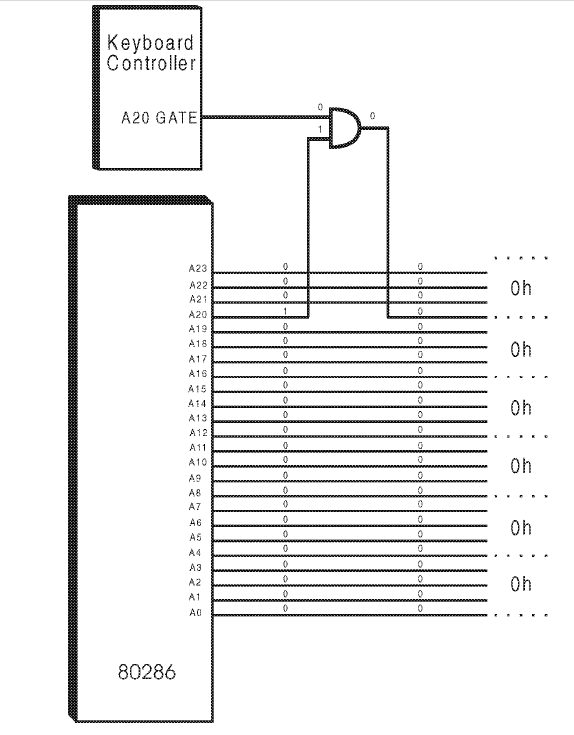 Keyboard
Controller
A20 GATE
0
1
0
A23 0 0
A22 0 0
0h
A21 0 0
A20 1 0
A19 0 0
A18 0 0
0h
A17 0 0
A16 0 0
A15 0 0
A14 0 0
0h
A13 0 0
A12 0 0
A11 0 0
A10 0 0
0h
A9 0 0
A8 0 0
A7 0 0
A6 0 0
0h
A5 0 0
A4 0 0
A3 0 0
A2 0 0
0h
A1 0 0
A0 0 0
80286